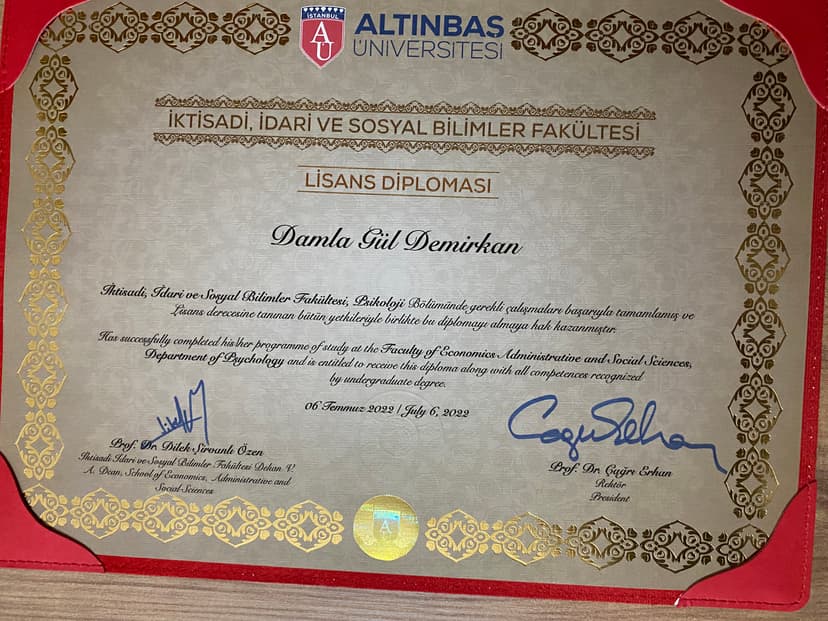 İSTANBUL
AU
ALTINBAŞ
ÜNİVERSİTESİ
İKTİSADİ, İDARİ VE SOSYAL BİLİMLER FAKÜLTESİ
LİSANS DİPLOMASI
Damla Gül Demirkan
İktisadi, İdari ve Sosyal Bilimler Fakültesi, Psikoloji Bölümünde gerekli çalışmaları başarıyla tamamlamış ve
Lisans derecesine tanınan bütün yetkileriyle birlikte bu diplomayı almaya hak kazanmıştır.
Has successfully completed his/her programme of study at the Faculty of Economics Administrative and Social Sciences,
Department of Psychology and is entitled to receive this diploma along with all competences recognized
by undergraduate degree.
06 Temmuz 2022 / July 6, 2022
Prof. Dr. Dilek Şirvanlı Özen
İktisadi İdari ve Sosyal Bilimler Fakültesi Dekan V.
A. Dean, School of Economics, Administrative and
Social Sciences
Prof. Dr. Çağrı Erhan
Rektör
President